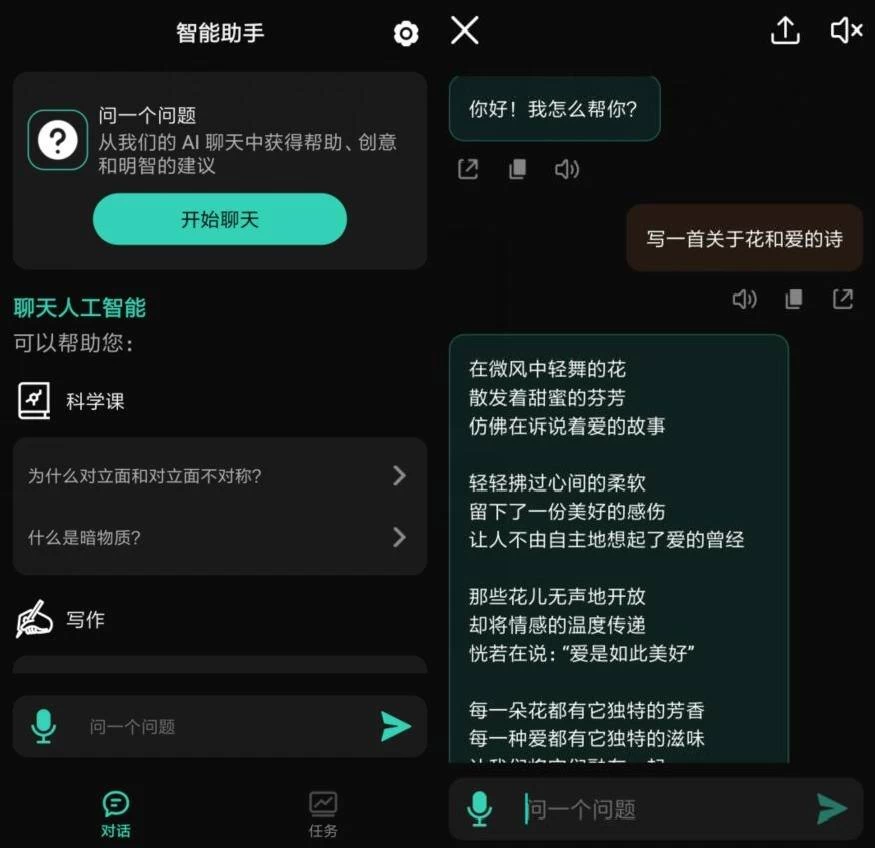 智能助手
问一个问题
从我们的 AI 聊天中获得帮助、创意
和明智的建议
开始聊天
聊天人工智能
可以帮助您：
科学课
为什么对立面和对立面不对称?
什么是暗物质?
写作
问一个问题
对话
任务
你好！我怎么帮你?
写一首关于花和爱的诗
在微风中轻舞的花
散发着甜蜜的芬芳
仿佛在诉说着爱的故事
轻轻拂过心间的柔软
留下了一份美好的感伤
让人不由自主地想起了爱的曾经
那些花儿无声地开放
却将情感的温度传递
恍若在说：“爱是如此美好”
每一朵花都有它独特的芳香
每一种爱都有它独特的滋味
问一个问题